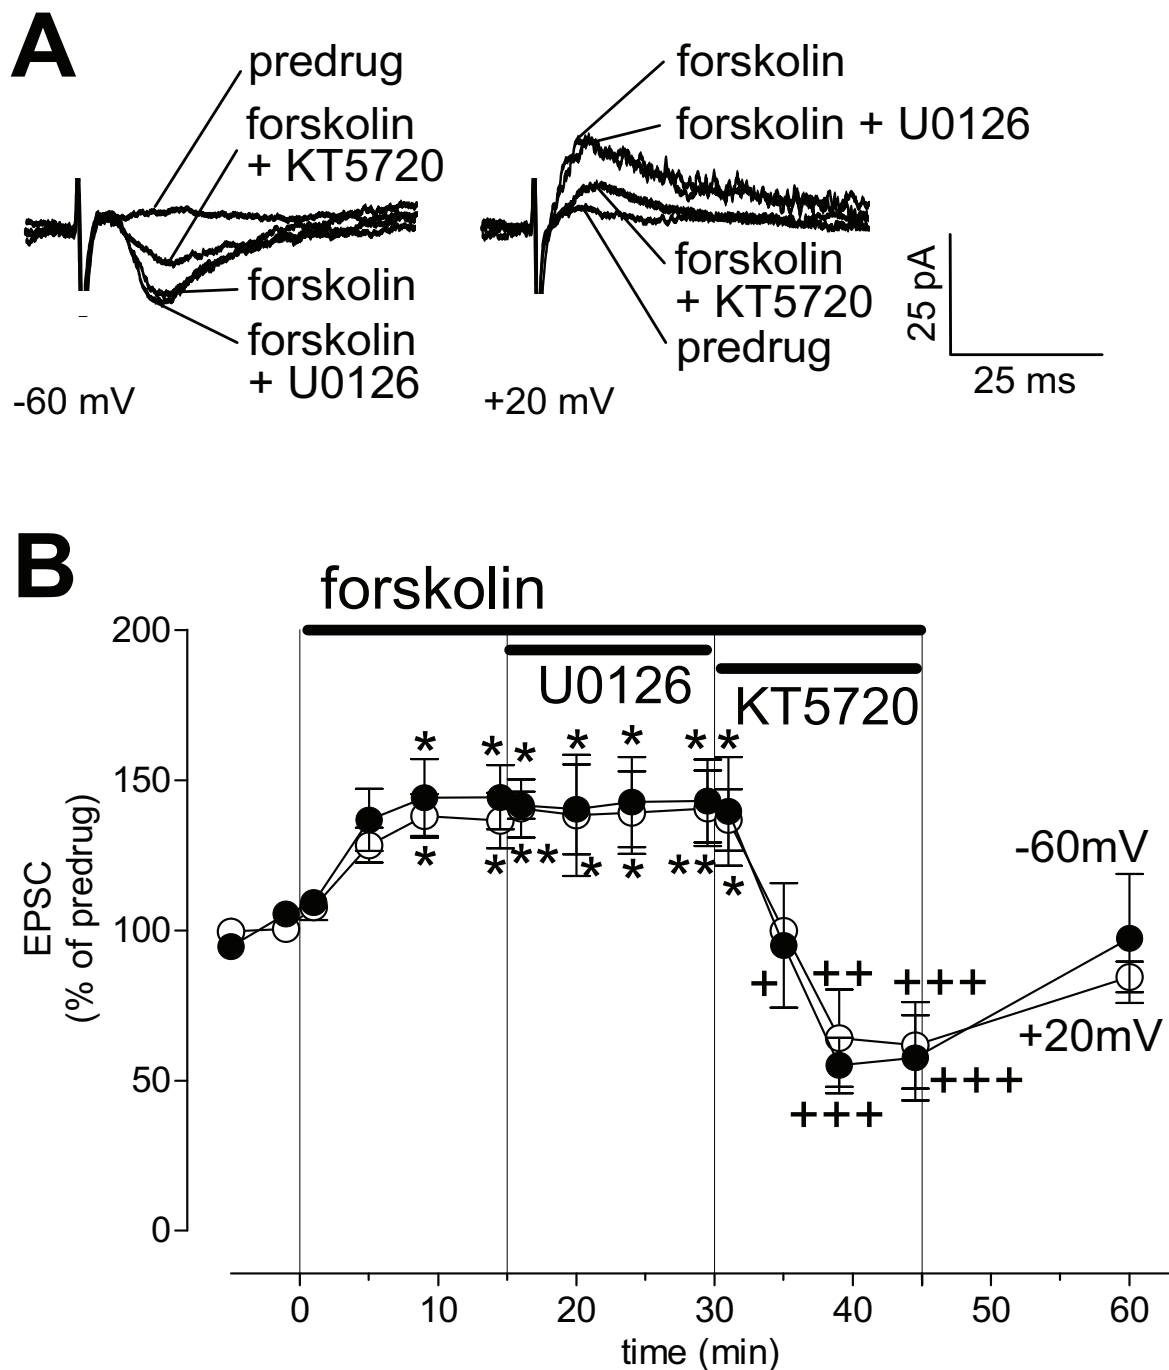 A
predrug
forskolin
+ KT5720
forskolin
forskolin
+ U0126
-60 mV
forskolin
forskolin + U0126
forskolin
+ KT5720
predrug
+20 mV
25 pA
25 ms
B
forskolin
U0126
KT5720
200
150
100
50
0
EPSC
(% of predrug)
* * * * * * *
* * ** * * ** *
+ ++ +++
+++ +++
-60mV
+20mV
0 10 20 30 40 50 60
time (min)